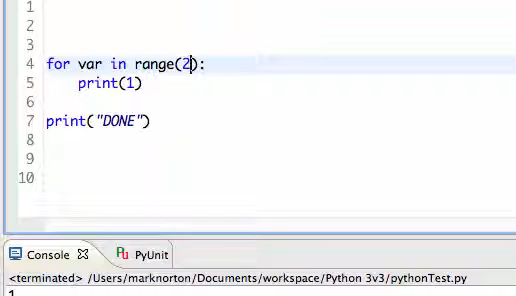 1
2
3
4 for var in range(2):
5 print(1)
6
7 print("DONE")
8
9
10
Console PyUnit
<terminated> /Users/marknorton/Documents/workspace/Python 3v3/pythonTest.py
1